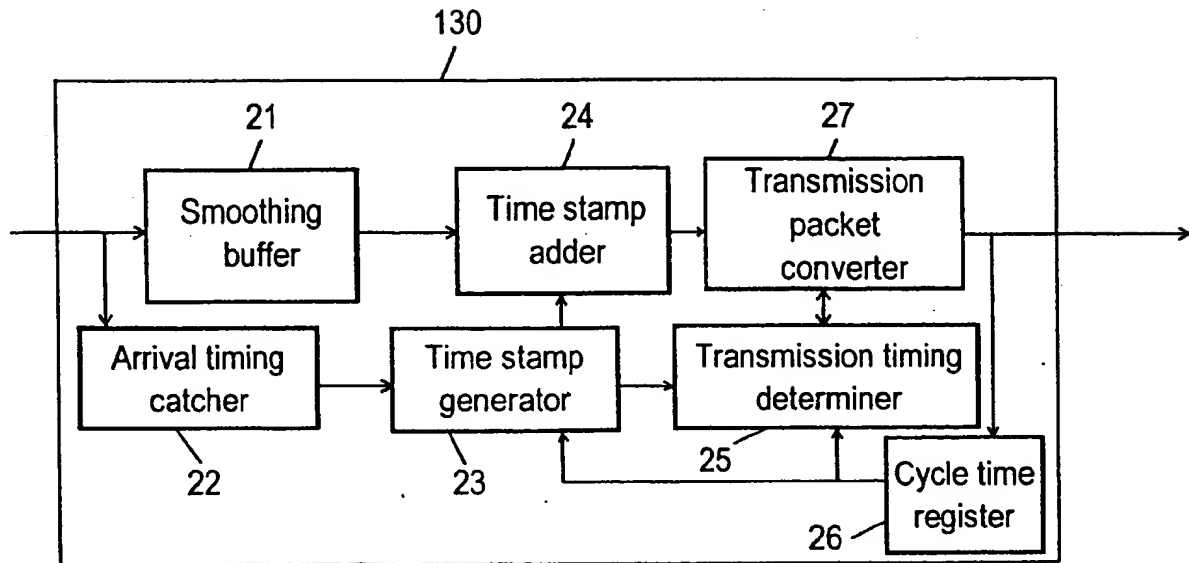 130
21
24
27
Smoothing
buffer
Time stamp
adder
Transmission
packet
converter
Arrival timing
catcher
Time stamp
generator
Transmission timing
determiner
22
23
25
Cycle time
register
26